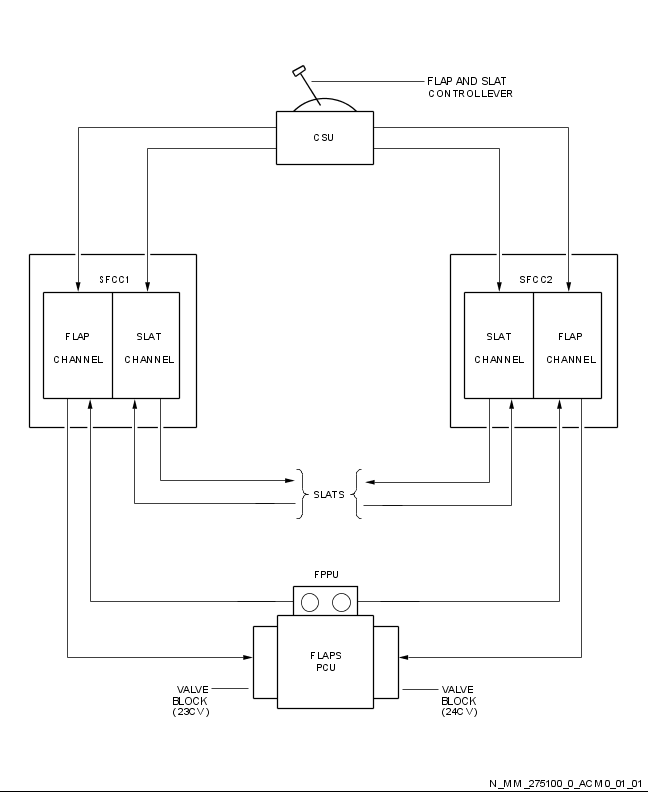 FLAP AND SLAT
CONTROLLEVER
CSU
SFCC1
SFCC2
FLAP
CHANNEL
SLAT
CHANNEL
SLAT
CHANNEL
FLAP
CHANNEL
SLATS
FPPU
FLAPS
PCU
VALVE
BLOCK
(23CV)
VALVE
BLOCK
(24CV)
N_MM_275100_0_ACM0_01_01